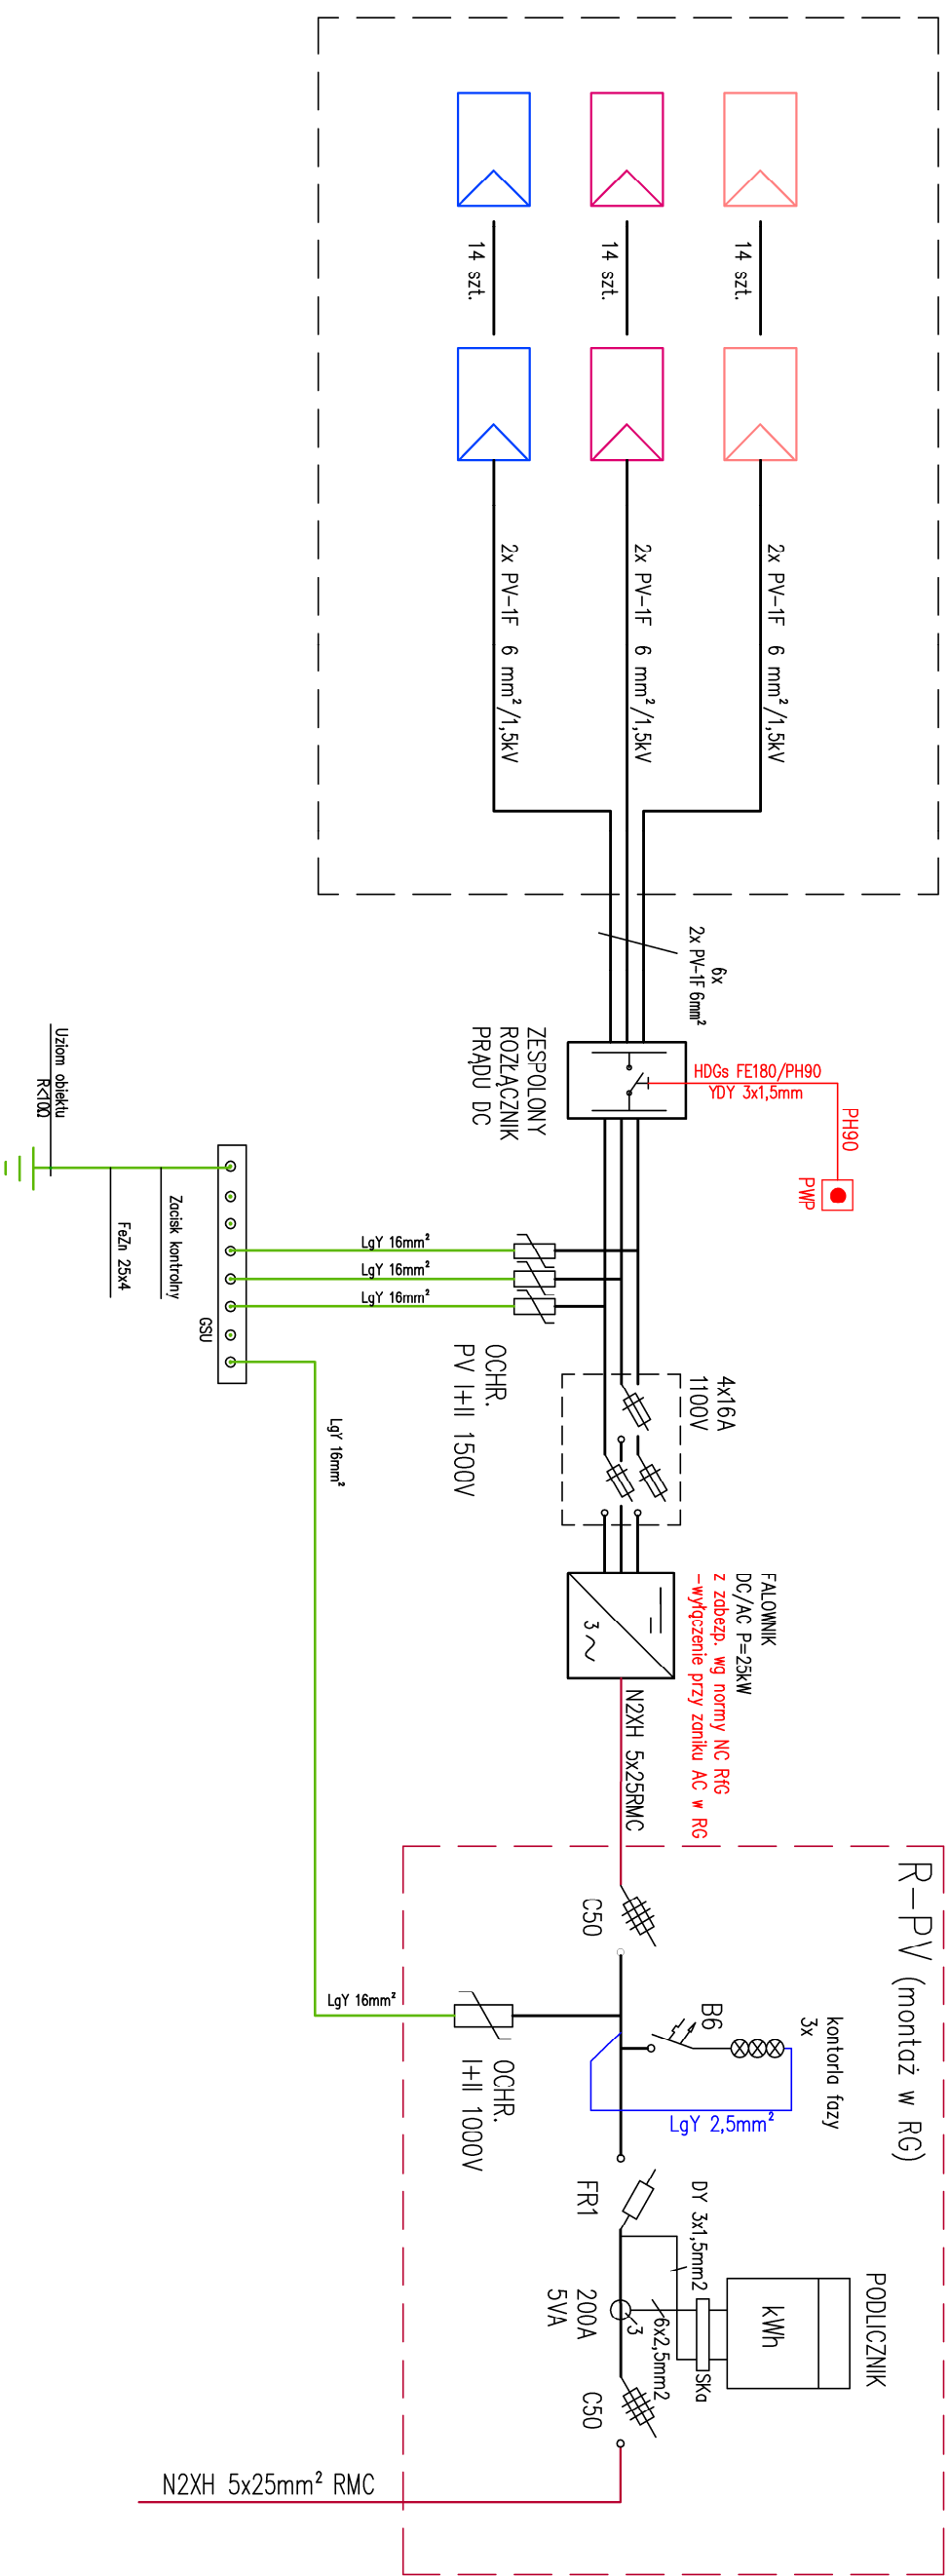 14 szt.
2x PV-1F 6 mm²/1,5kV
14 szt.
2x PV-1F 6 mm²/1,5kV
14 szt.
2x PV-1F 6 mm²/1,5kV
6x
2x PV-1F 6mm²
ZESPOLONY
ROZŁĄCZNIK
PRĄDU DC
HDGs FE180/PH90
YDY 3x1,5mm
PH90
PWP
Uziom obiektu
R<10Ω
Zacisk kontrolny
FeZn 25x4
GSU
LgY 16mm²
LgY 16mm²
LgY 16mm²
OCHR.
PV I+II 1500V
LgY 16mm²
4x16A
1100V
FALOWNIK
DC/AC P=25kW
z zabezp. wg normy NC RfG
-wyłączenie przy zaniku AC w RG
3
N2XH 5x25RMC
R-PV (montaż w RG)
C50
LgY 16mm²
OCHR.
I+II 1000V
B6
kontorla fazy
3x
LgY 2,5mm²
FR1
DY 3x1,5mm2
PODLICZNIK
kWh
SKa
6x2,5mm2
3
200A
5VA
C50
N2XH 5x25mm² RMC